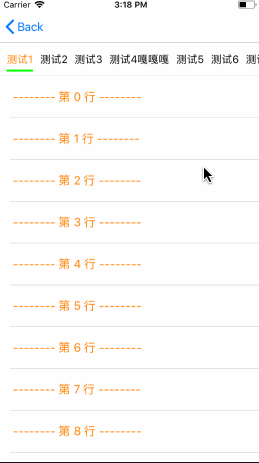 Carrier 3:18 PM
Back
测试1 测试2 测试3 测试4嘎嘎嘎 测试5 测试6 测
-------- 第 0 行 --------
-------- 第 1 行 --------
-------- 第 2 行 --------
-------- 第 3 行 --------
-------- 第 4 行 --------
-------- 第 5 行 --------
-------- 第 6 行 --------
-------- 第 7 行 --------
-------- 第 8 行 --------